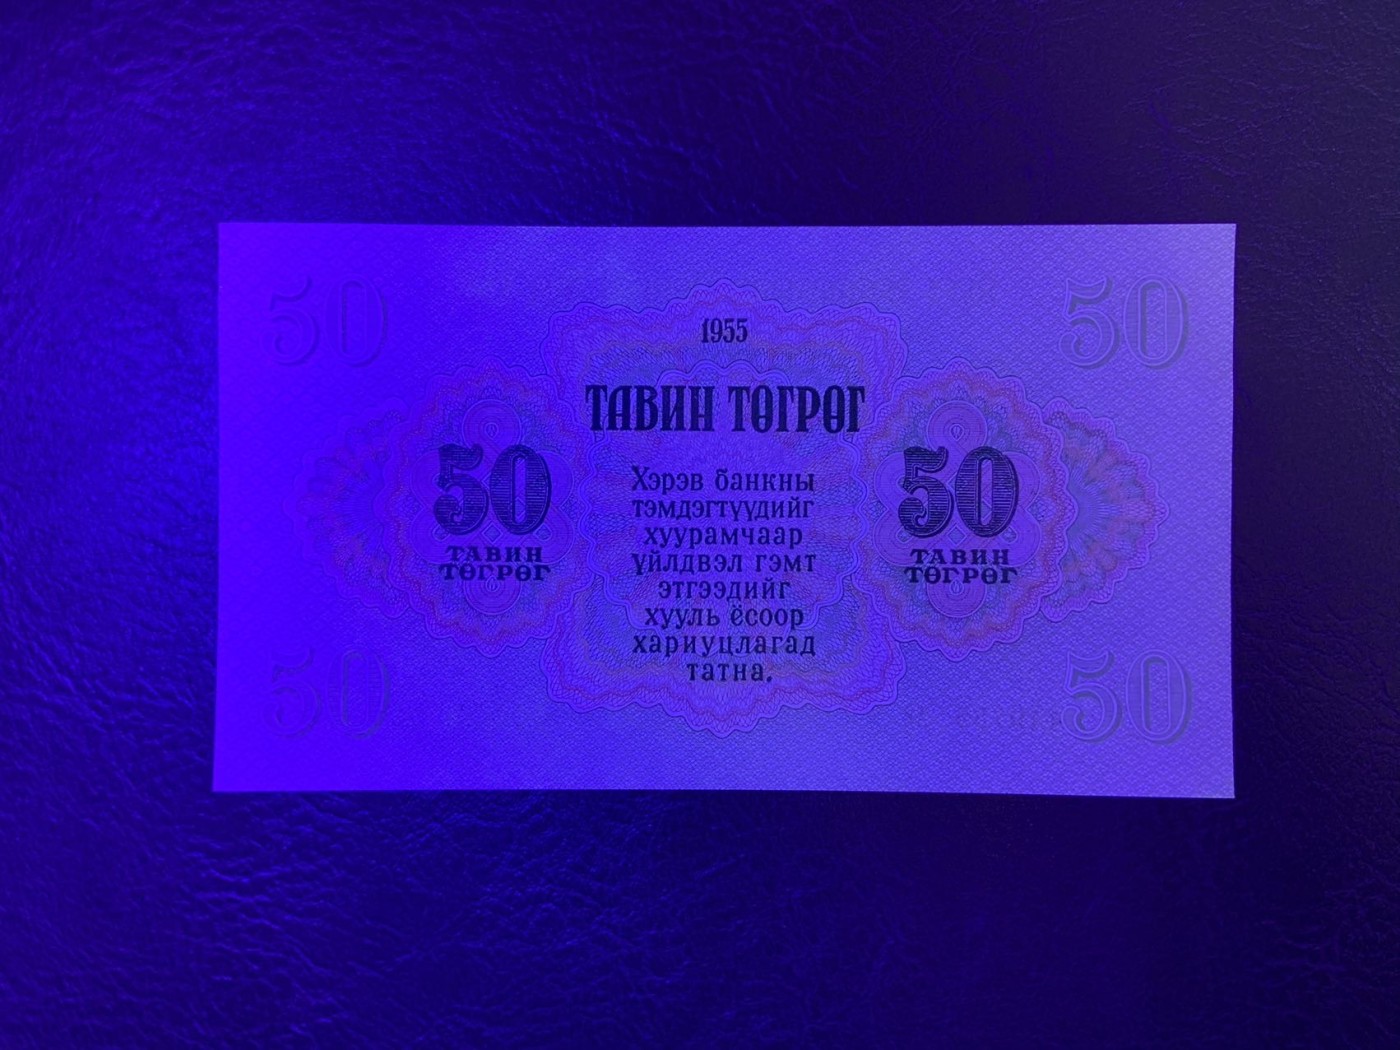 50
50
1955
ТАВИН ТӨГРӨГ
50
ТАВИН
ТӨГРӨГ
Хэрэв банкны
тэмдэгтүүдийг
хуурамчаар
үйлдвэл гэмт
этгээдийг
хууль ёсоор
хариуцлагад
татна.
50
ТАВИН
ТӨГРӨГ
50
50